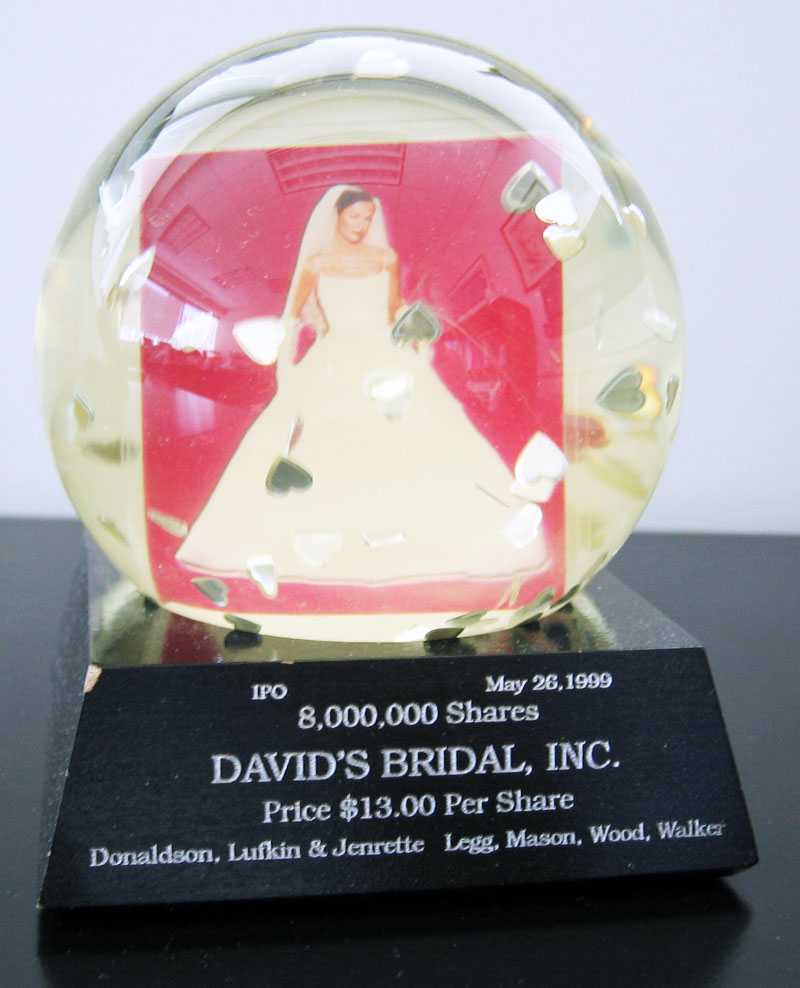 IPO May 26, 1999
8,000,000 Shares
DAVID'S BRIDAL, INC.
Price $13.00 Per Share
Donaldson, Lufkin & Jenrette Legg, Mason, Wood, Walker